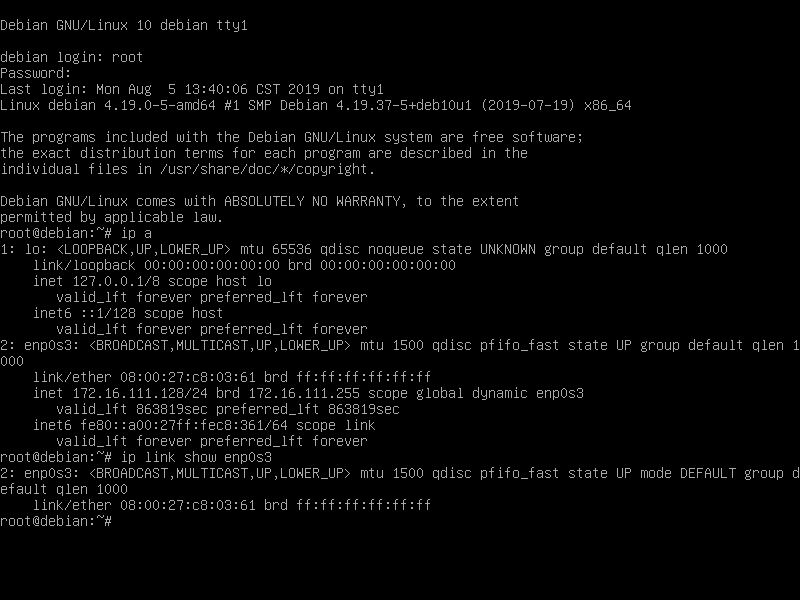 Debian GNU/Linux 10 debian tty1
debian login: root
Password:
Last login: Mon Aug  5 13:40:06 CST 2019 on tty1
Linux debian 4.19.0-5-amd64 #1 SMP Debian 4.19.37-5+deb10u1 (2019-07-19) x86_64
The programs included with the Debian GNU/Linux system are free software;
the exact distribution terms for each program are described in the
individual files in /usr/share/doc/*/copyright.
Debian GNU/Linux comes with ABSOLUTELY NO WARRANTY, to the extent
permitted by applicable law.
root@debian:~# ip a
1: lo: <LOOPBACK,UP,LOWER_UP> mtu 65536 qdisc noqueue state UNKNOWN group default qlen 1000
    link/loopback 00:00:00:00:00:00 brd 00:00:00:00:00:00
    inet 127.0.0.1/8 scope host lo
       valid_lft forever preferred_lft forever
    inet6 ::1/128 scope host
       valid_lft forever preferred_lft forever
2: enp0s3: <BROADCAST,MULTICAST,UP,LOWER_UP> mtu 1500 qdisc pfifo_fast state UP group default qlen 1
000
    link/ether 08:00:27:c8:03:61 brd ff:ff:ff:ff:ff:ff
    inet 172.16.111.128/24 brd 172.16.111.255 scope global dynamic enp0s3
       valid_lft 863819sec preferred_lft 863819sec
    inet6 fe80::a00:27ff:fec8:361/64 scope link
       valid_lft forever preferred_lft forever
root@debian:~# ip link show enp0s3
2: enp0s3: <BROADCAST,MULTICAST,UP,LOWER_UP> mtu 1500 qdisc pfifo_fast state UP mode DEFAULT group d
efault qlen 1000
    link/ether 08:00:27:c8:03:61 brd ff:ff:ff:ff:ff:ff
root@debian:~#